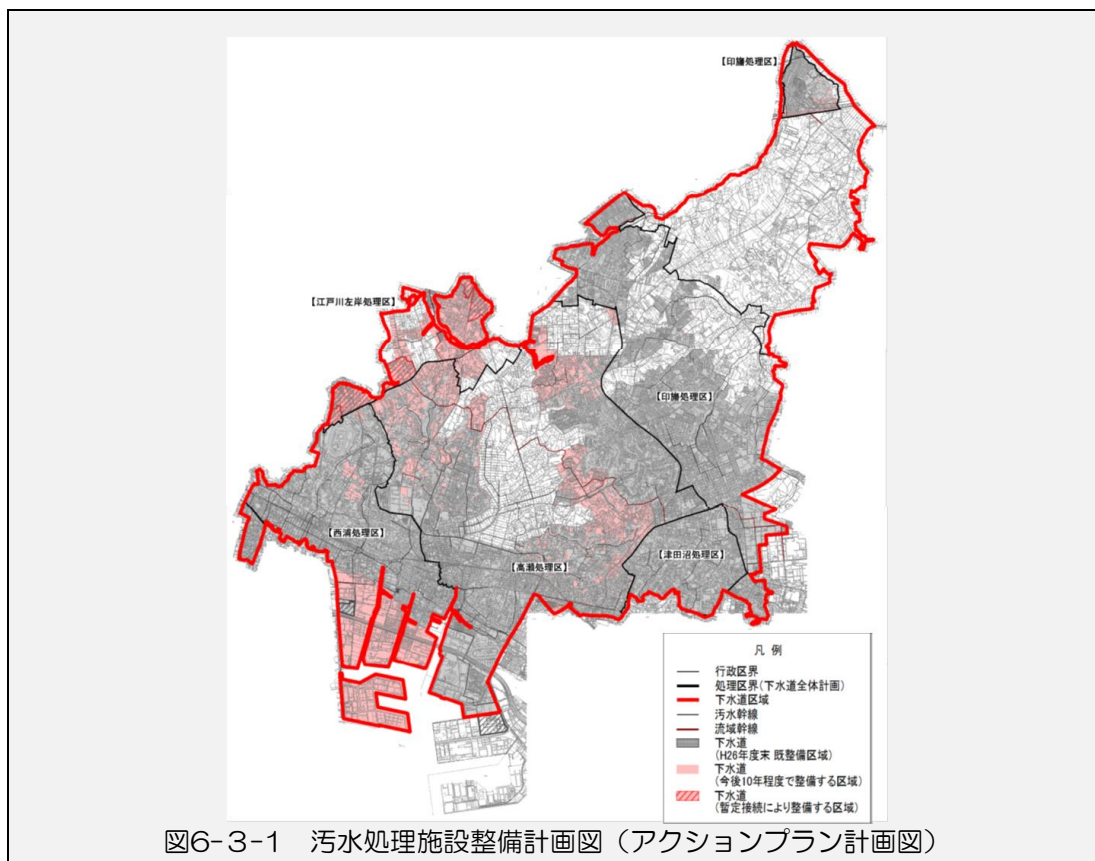 【印旛処理区】
【江戸川左岸処理区】
【印旛処理区】
【西浦処理区】
【高瀬処理区】
【津田沼処理区】
凡 例
行政区界
処理区界(下水道全体計画)
下水道区域
汚水幹線
流域幹線
下水道
(H26年度末 既整備区域)
下水道
(今後10年程度で整備する区域)
下水道
(暫定接続により整備する区域)
図6-3-1 汚水処理施設整備計画図(アクションプラン計画図)